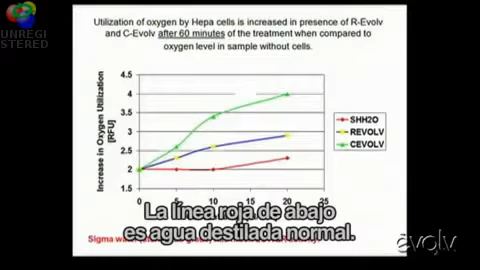 UNREGI
STERED
Utilization of oxygen by Hepa cells is increased in presence of R-Evolv
and C-Evolv after 60 minutes of the treatment when compared to
oxygen level in sample without cells.
Increase in Oxygen Utilization
[RFU]
4.5
4
3.5
3
2.5
2
1.5
0
5
10
15
20
25
35
SHH2O
REVOLV
CEVOLV
La línea roja de abajo
es agua destilada normal.
Sigma
evolv